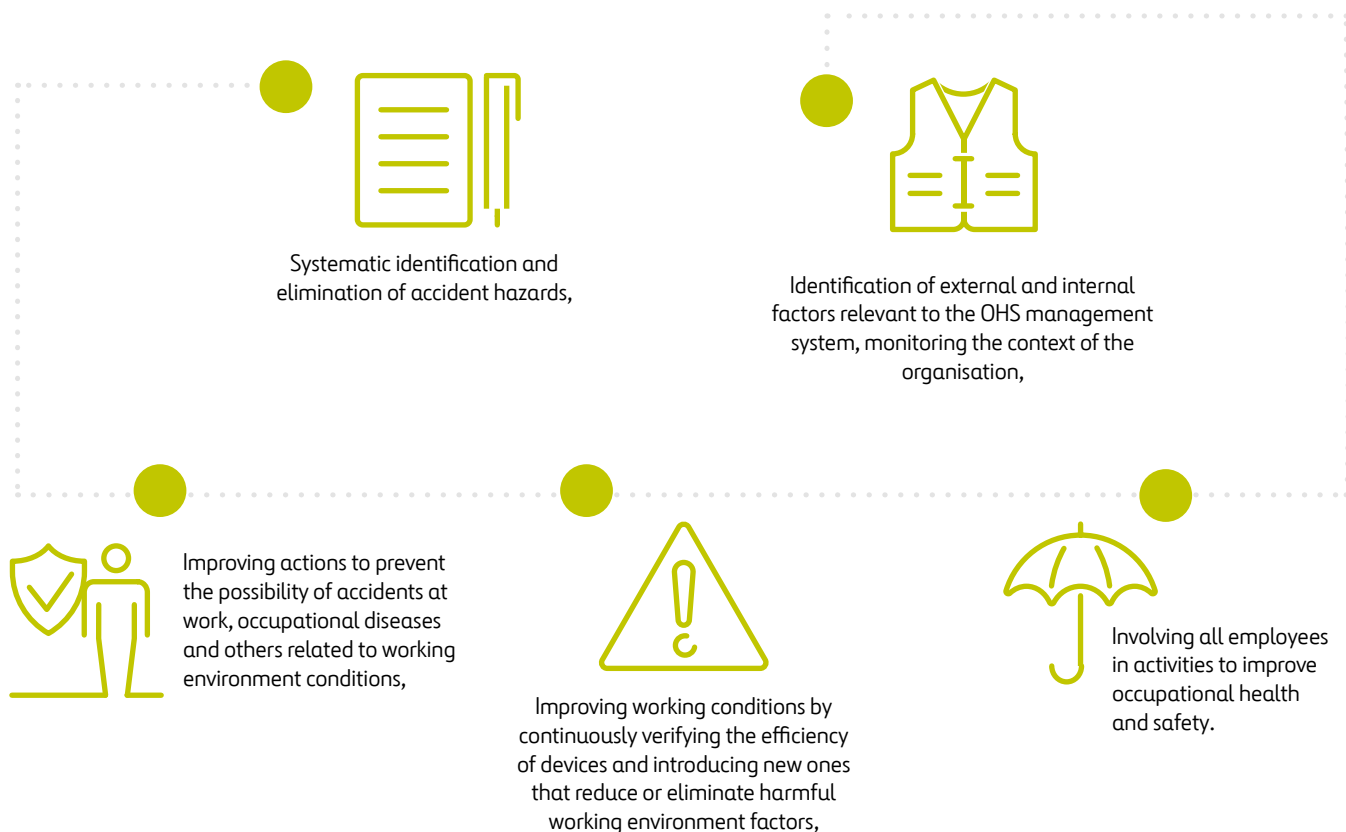 Systematic identification and
elimination of accident hazards,
Identification of external and internal
factors relevant to the OHS management
system, monitoring the context of the
organisation,
Improving actions to prevent
the possibility of accidents at
work, occupational diseases
and others related to working
environment conditions,
Improving working conditions by
continuously verifying the efficiency
of devices and introducing new ones
that reduce or eliminate harmful
working environment factors,
Involving all employees
in activities to improve
occupational health
and safety.